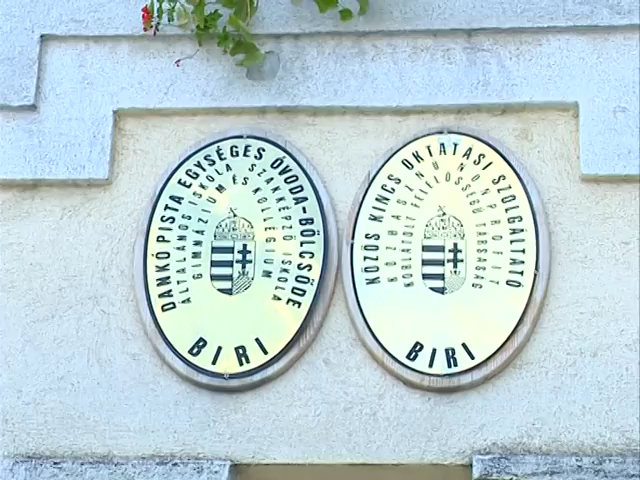 DANKÓ PISTA EGYSÉGES ÓVODA-BÖLCSŐDE
ÁLTALÁNOS ISKOLA, SZAKKÉPZŐ ISKOLA
GIMNÁZIUM ÉS KOLLÉGIUM
BIRI
KÖZÖS KINCS OKTATÁSI SZOLGÁLTATÓ
KÖZHASZNÚ NONPROFIT
KORLÁTOLT FELELŐSSÉGŰ TÁRSASÁG
BIRI